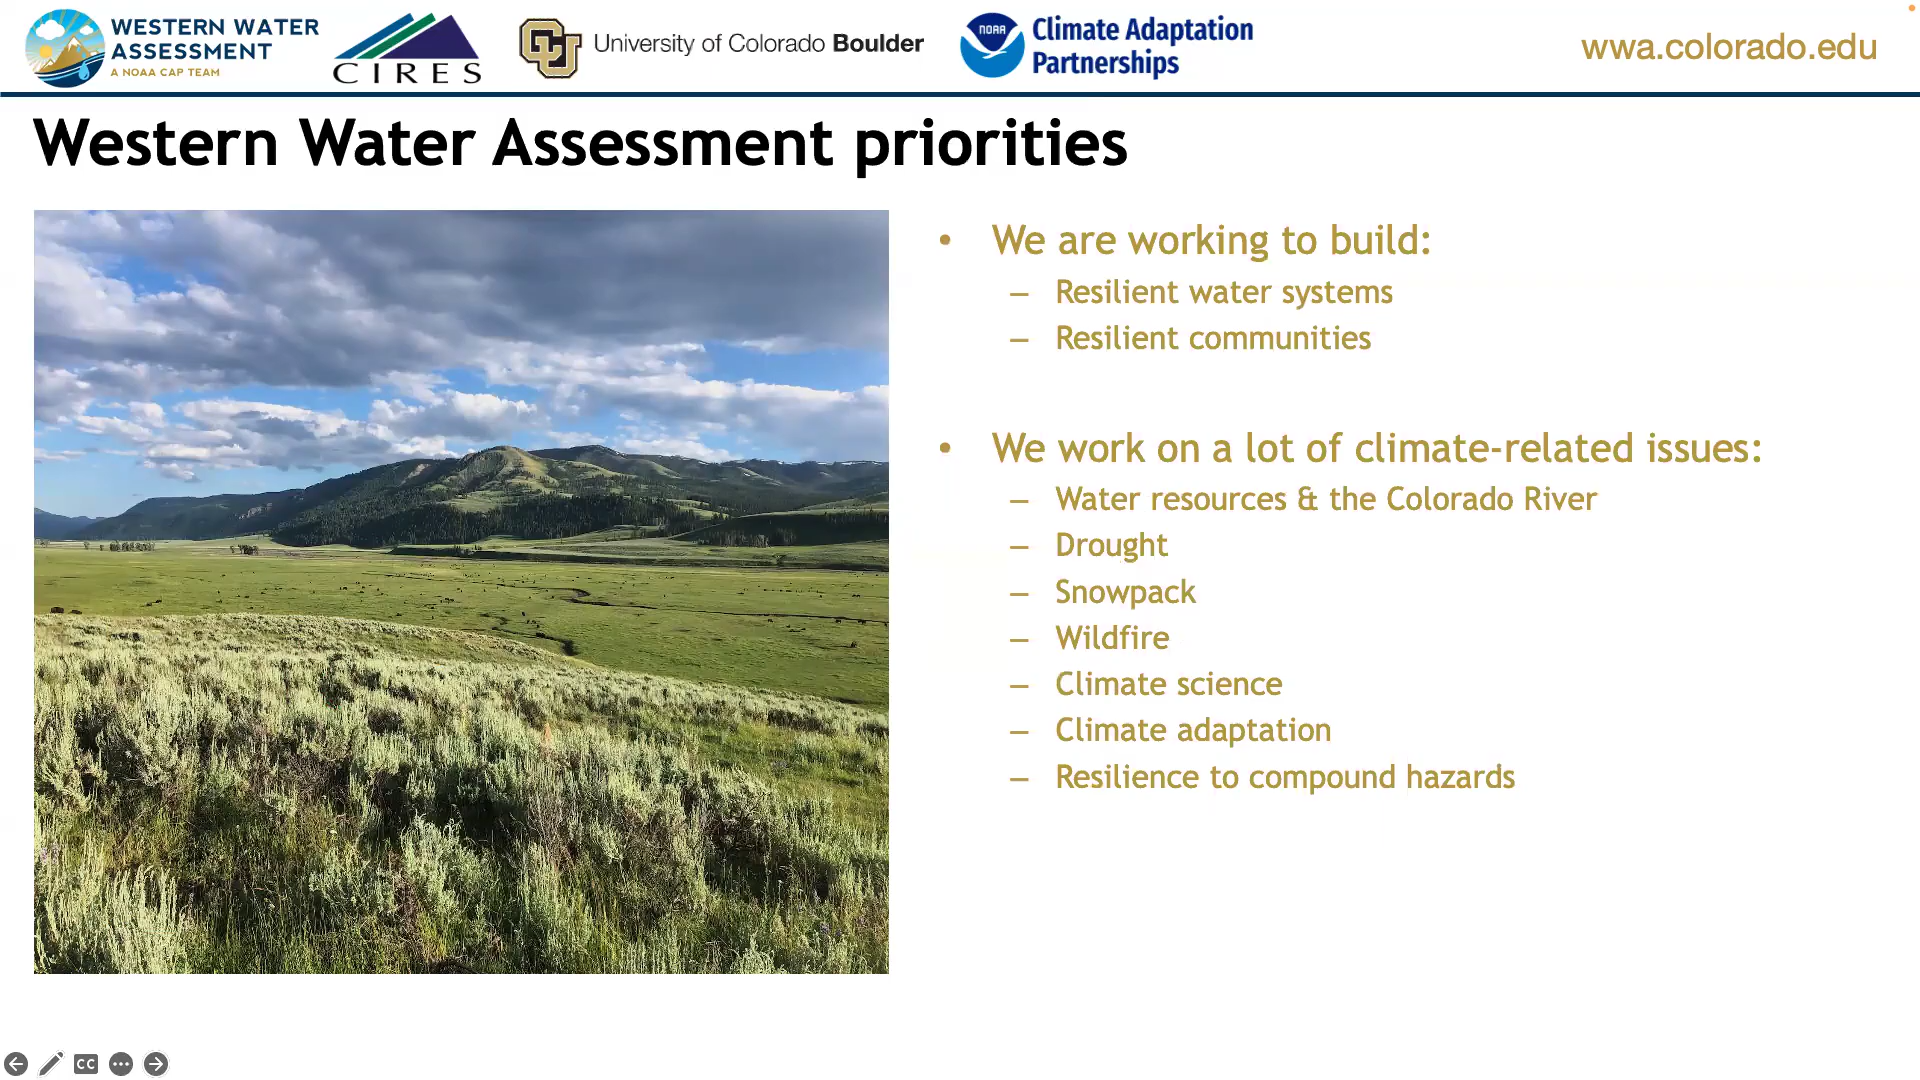 WESTERN WATER
ASSESSMENT
A NOAA CAP TEAM
CIRES
University of Colorado Boulder
NOAA
Climate Adaptation
Partnerships
wwa.colorado.edu
Western Water Assessment priorities
• We are working to build:
– Resilient water systems
– Resilient communities
• We work on a lot of climate-related issues:
– Water resources & the Colorado River
– Drought
– Snowpack
– Wildfire
– Climate science
– Climate adaptation
– Resilience to compound hazards
CC